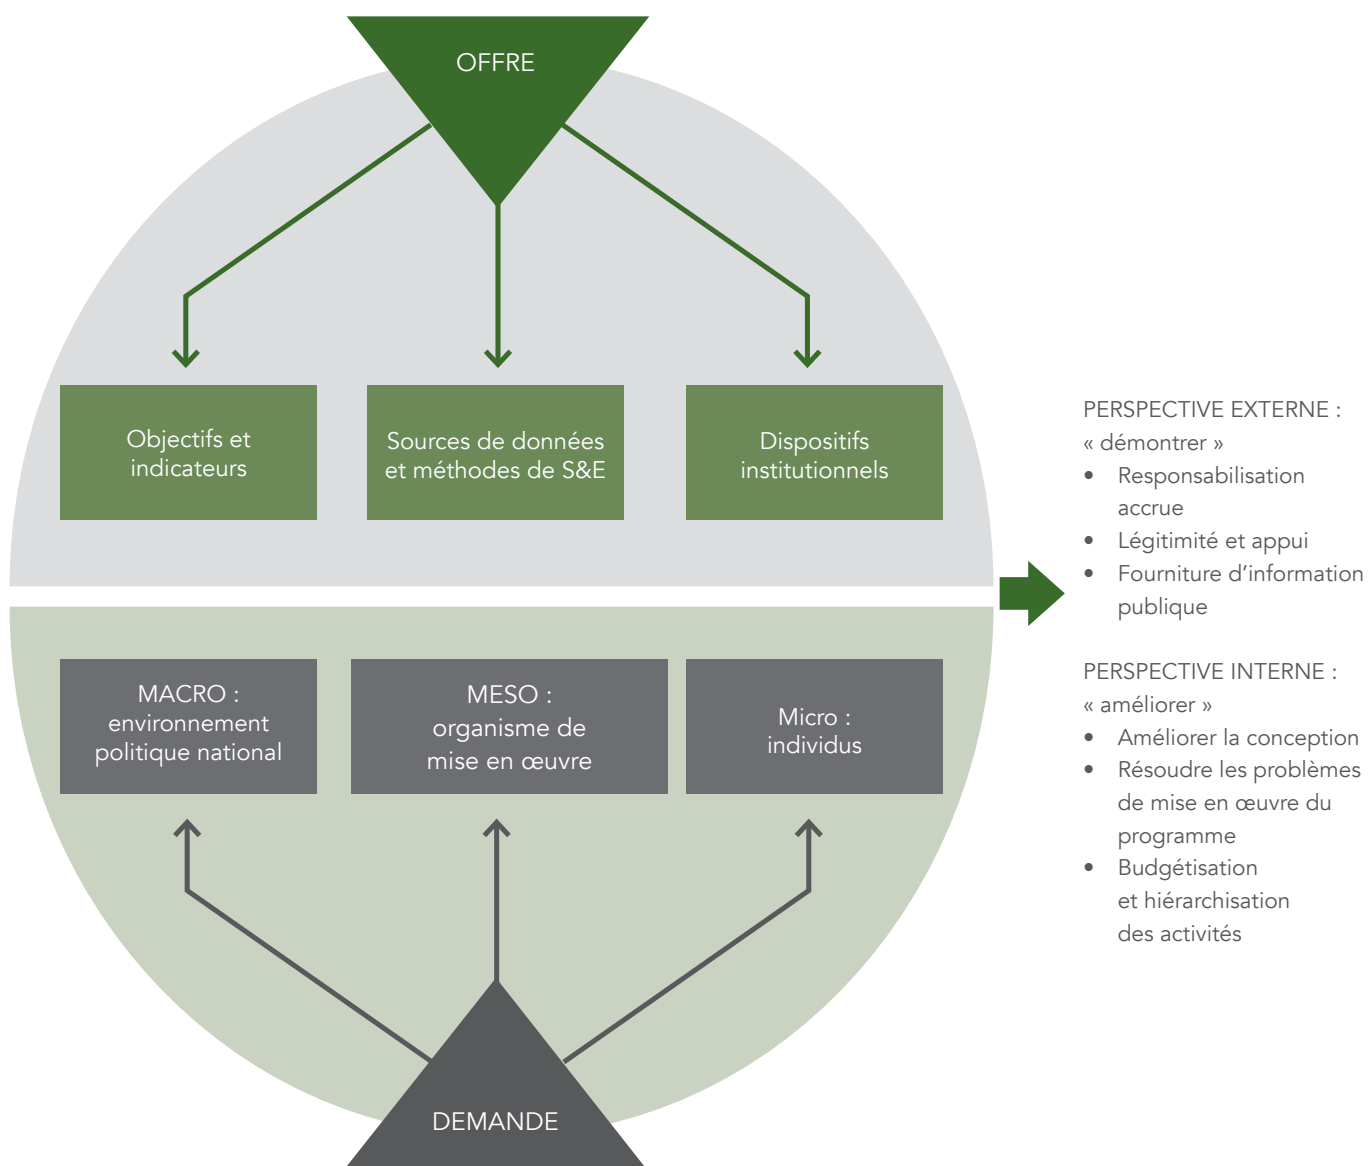 OFFRE
Objectifs et
indicateurs
Sources de données
et méthodes de S&E
Dispositifs
institutionnels
MACRO :
environnement
politique national
MESO :
organisme de
mise en œuvre
Micro :
individus
DEMANDE
PERSPECTIVE EXTERNE :
« démontrer »
• Responsabilisation
accrue
• Légitimité et appui
• Fourniture d’information
publique
PERSPECTIVE INTERNE :
« améliorer »
• Améliorer la conception
• Résoudre les problèmes
de mise en œuvre du
programme
• Budgétisation
et hiérarchisation
des activités